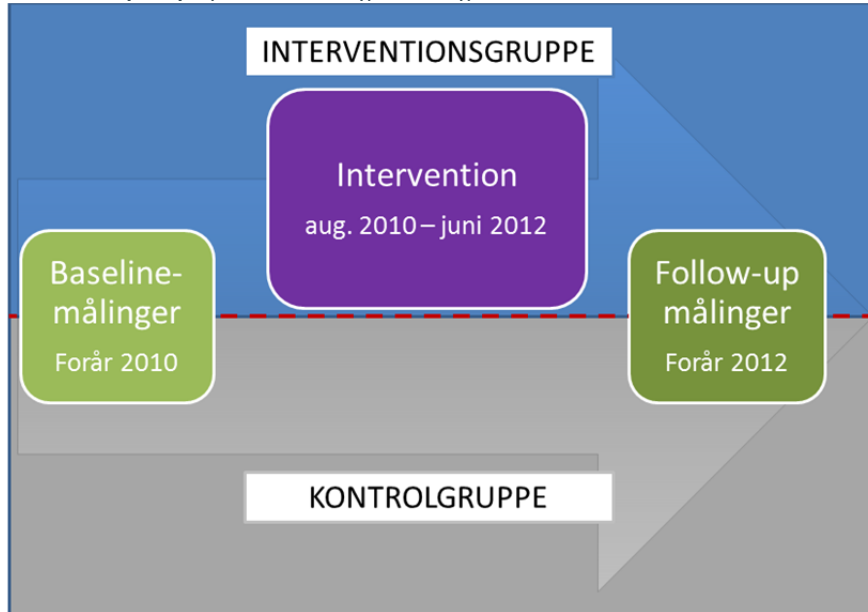 INTERVENTIONSGRUPPE
Intervention
aug. 2010 – juni 2012
Baseline-
målinger
Forår 2010
Follow-up
målinger
Forår 2012
KONTROLGRUPPE